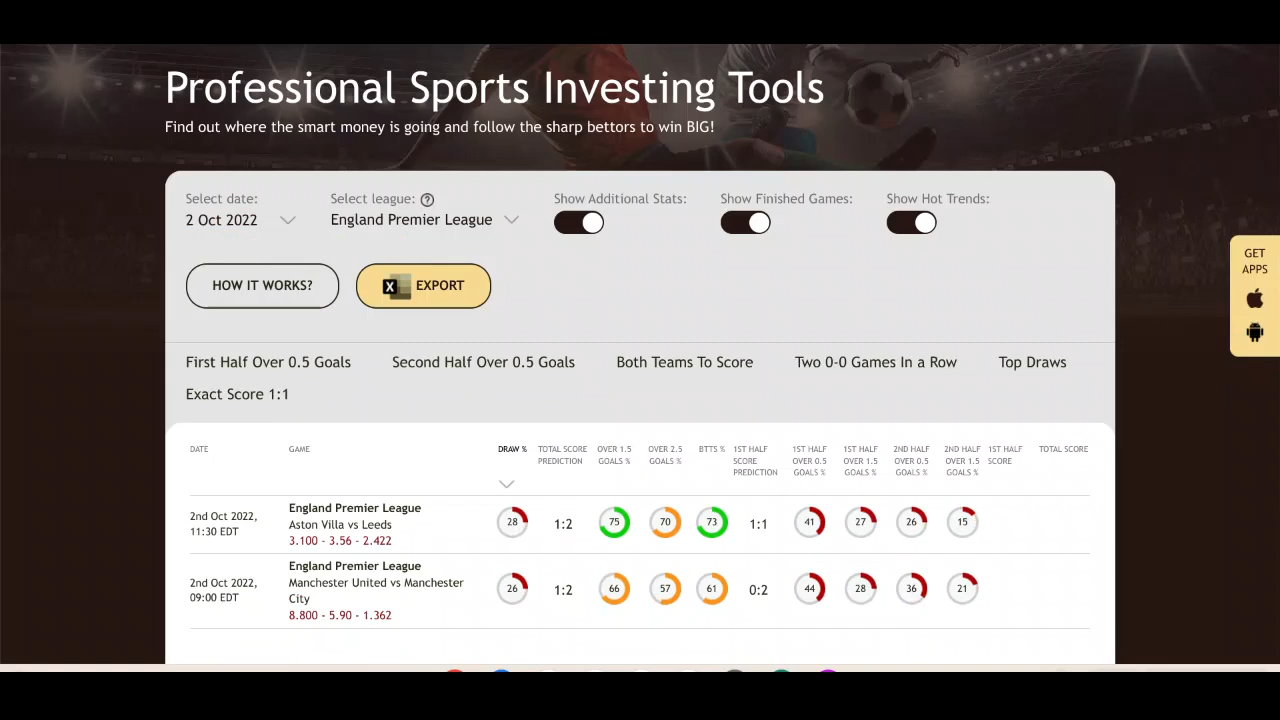 Professional Sports Investing Tools
Find out where the smart money is going and follow the sharp bettors to win BIG!
Select date:
2 Oct 2022
Select league:
England Premier League
Show Additional Stats:
Show Finished Games:
Show Hot Trends:
HOW IT WORKS?
EXPORT
GET
APPS
First Half Over 0.5 Goals
Second Half Over 0.5 Goals
Both Teams To Score
Two 0-0 Games In a Row
Top Draws
Exact Score 1:1
DATE
GAME
DRAW %
TOTAL SCORE
PREDICTION
OVER 1.5
GOALS %
OVER 2.5
GOALS %
BTTS %
1ST HALF
SCORE
PREDICTION
1ST HALF
OVER 0.5
GOALS %
1ST HALF
OVER 1.5
GOALS %
2ND HALF
OVER 0.5
GOALS %
2ND HALF
OVER 1.5
GOALS %
1ST HALF
SCORE
TOTAL SCORE
2nd Oct 2022,
11:30 EDT
England Premier League
Aston Villa vs Leeds
3.100 - 3.56 - 2.422
28
1:2
75
70
73
1:1
41
27
26
15
2nd Oct 2022,
09:00 EDT
England Premier League
Manchester United vs Manchester
City
8.800 - 5.90 - 1.362
26
1:2
66
57
61
0:2
44
28
36
21